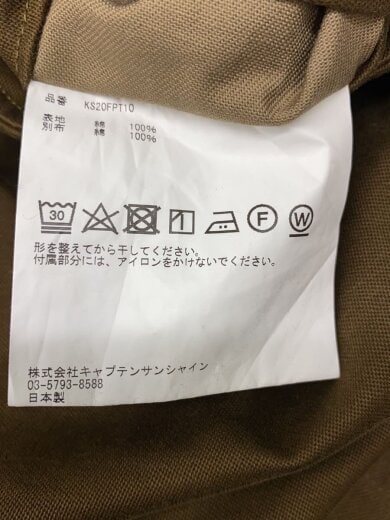 品番 KS20FPT10
表地 綿 100%
別布 綿 100%
30 F W
形を整えてから干してください。
付属部分には、アイロンをかけないでください。
株式会社キャプテンサンシャイン
03-5793-8588
日本製